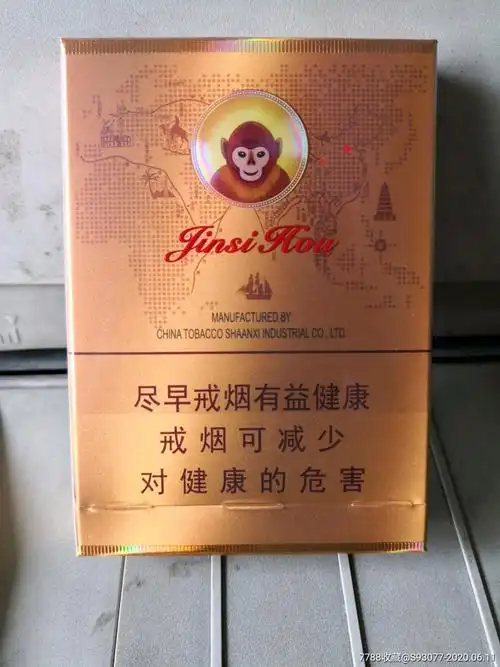 Jinsi Hou
MANUFACTURED BY
CHINA TOBACCO SHAANXI INDUSTRIAL CO., LTD.
尽早戒烟有益健康
戒烟可减少
对健康的危害
7788收藏@S93077-2020.06.11